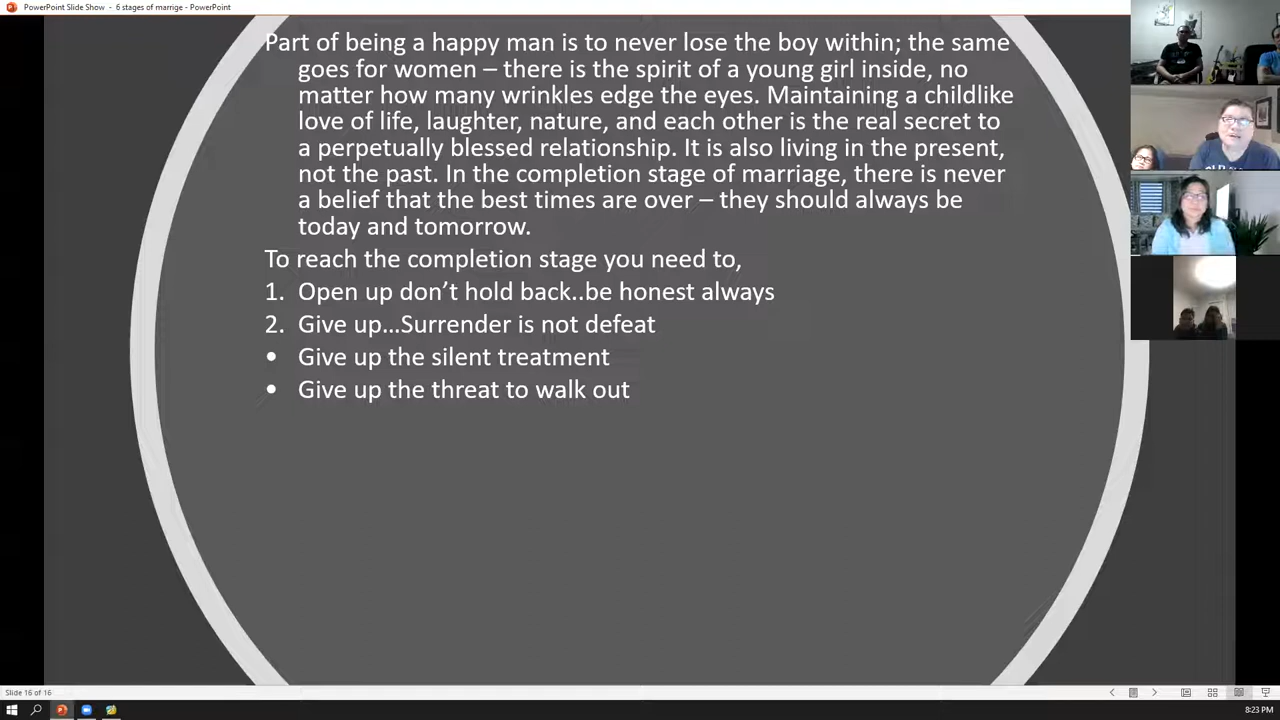 PowerPoint Slide Show - 6 stages of marrige - PowerPoint
Part of being a happy man is to never lose the boy within; the same
goes for women – there is the spirit of a young girl inside, no
matter how many wrinkles edge the eyes. Maintaining a childlike
love of life, laughter, nature, and each other is the real secret to
a perpetually blessed relationship. It is also living in the present,
not the past. In the completion stage of marriage, there is never
a belief that the best times are over – they should always be
today and tomorrow.
To reach the completion stage you need to,
1. Open up don’t hold back..be honest always
2. Give up…Surrender is not defeat
• Give up the silent treatment
• Give up the threat to walk out
Slide 16 of 16
8:23 PM